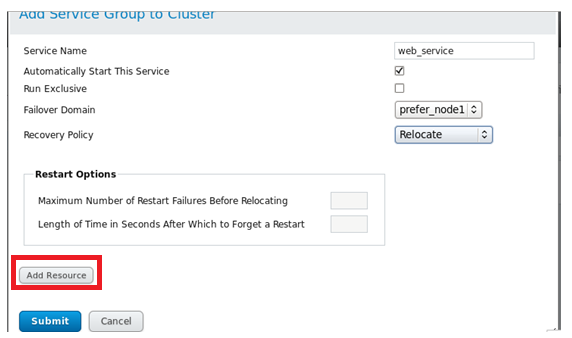 Add Service Group to Cluster
Service Name web_service
Automatically Start This Service
Run Exclusive
Failover Domain prefer_node1
Recovery Policy Relocate
Restart Options
Maximum Number of Restart Failures Before Relocating
Length of Time in Seconds After Which to Forget a Restart
Add Resource
Submit Cancel